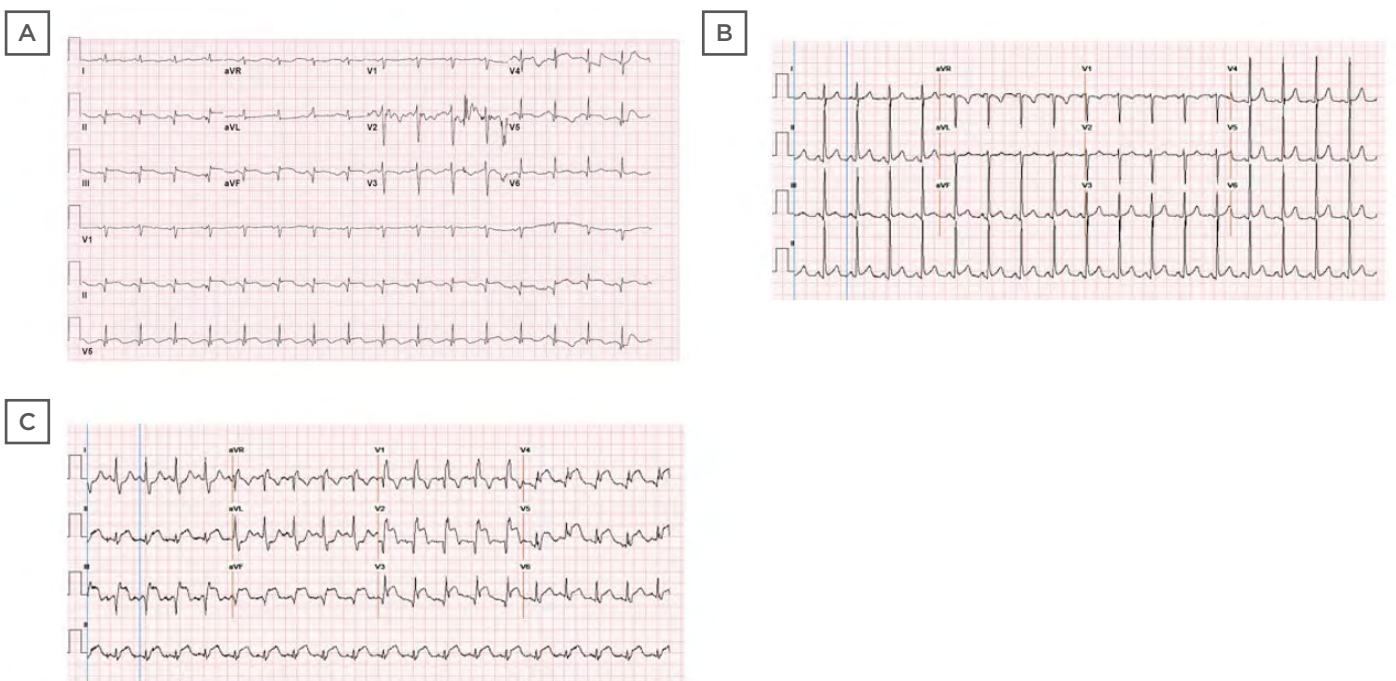 A
I aVR V1 V4
II aVL V2 V5
III aVF V3 V6
V1
II
V5
B
I aVR V1 V4
II aVL V2 V5
III aVF V3 V6
II
C
I aVR V1 V4
II aVL V2 V5
III aVF V3 V6
II